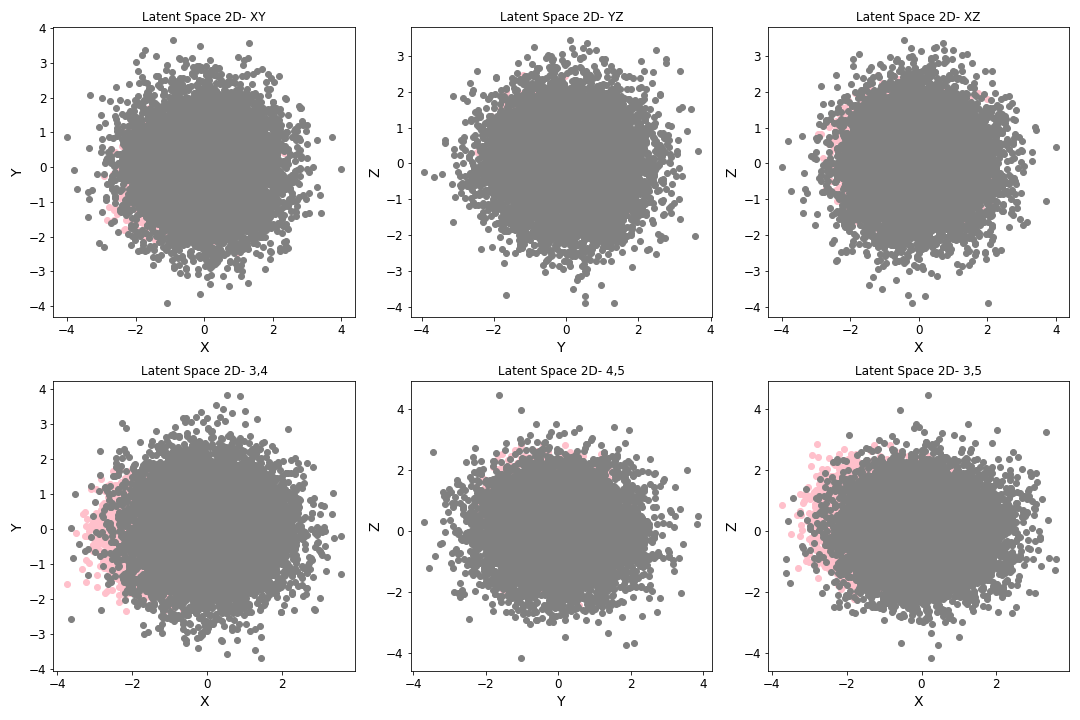 Latent Space 2D- XY
Latent Space 2D- YZ
Latent Space 2D- XZ
4
3
2
1
0
−1
−2
−3
−4
Y
−4 −2 0 2 4
X
3
2
1
0
−1
−2
−3
−4
Z
−4 −2 0 2 4
Y
3
2
1
0
−1
−2
−3
−4
Z
−4 −2 0 2 4
X
Latent Space 2D- 3,4
Latent Space 2D- 4,5
Latent Space 2D- 3,5
4
3
2
1
0
−1
−2
−3
−4
Y
−4 −2 0 2
X
4
2
0
−2
−4
Z
−4 −2 0 2 4
Y
4
2
0
−2
−4
Z
−4 −2 0 2
X